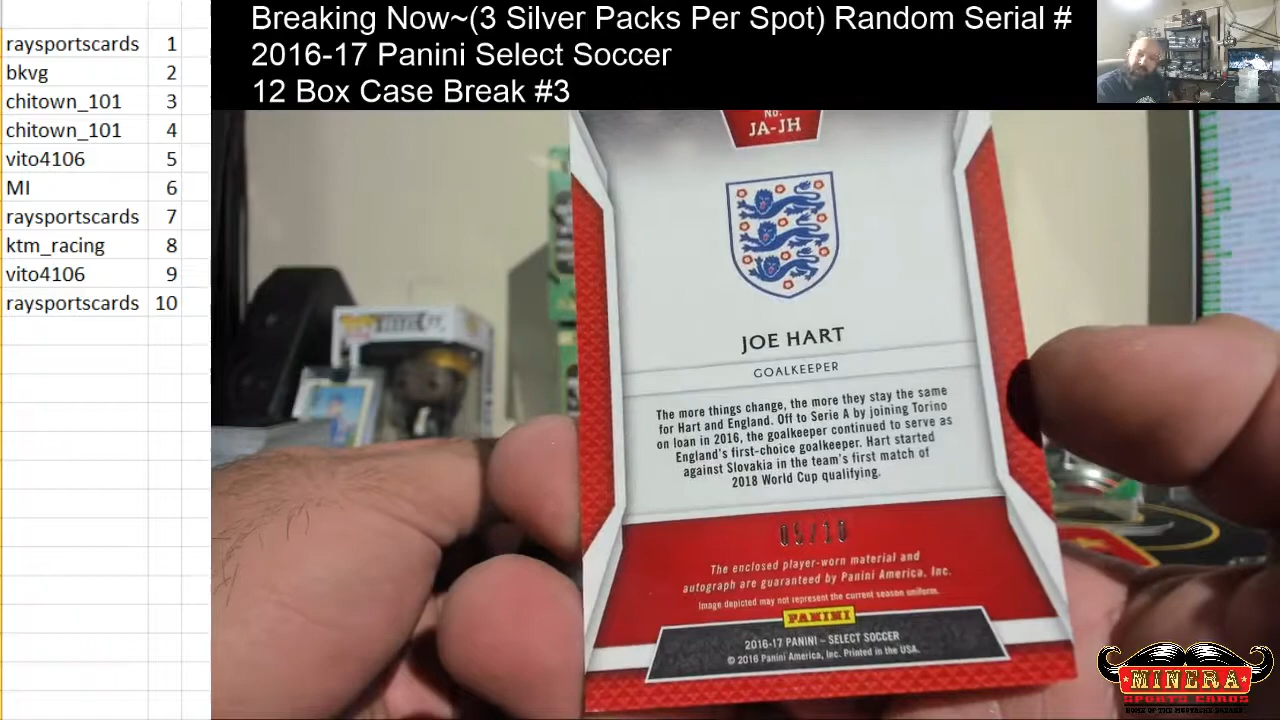 Breaking Now~(3 Silver Packs Per Spot) Random Serial #
2016-17 Panini Select Soccer
12 Box Case Break #3
raysportscards 1
bkvg 2
chitown_101 3
chitown_101 4
vito4106 5
MI 6
raysportscards 7
ktm_racing 8
vito4106 9
raysportscards 10
No.
JA-JH
JOE HART
GOALKEEPER
The more things change, the more they stay the same
for Hart and England. Off to Serie A by joining Torino
on loan in 2016, the goalkeeper continued to serve as
England's first-choice goalkeeper. Hart started
against Slovakia in the team's first match of
2018 World Cup qualifying.
05/10
The enclosed player-worn material and
autograph are guaranteed by Panini America, Inc.
Image depicted may not represent the current season uniform.
PANINI
2016-17 PANINI – SELECT SOCCER
© 2016 Panini America, Inc. Printed in the USA.
MINERA
SPORTS CARDS